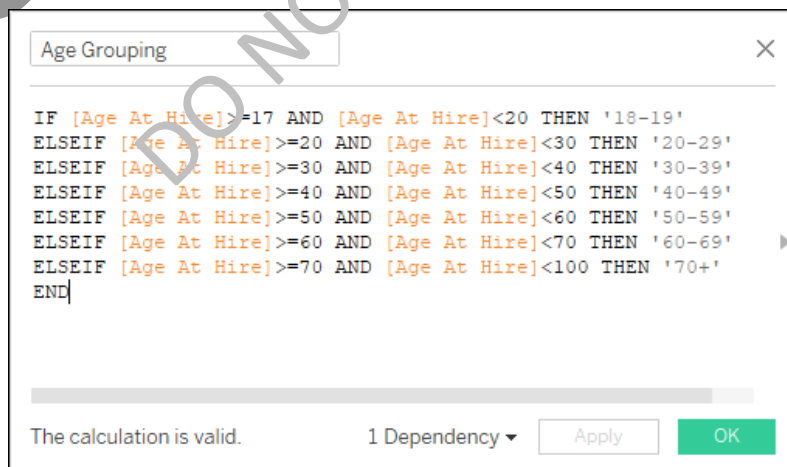 Age Grouping
IF [Age At Hire]>=17 AND [Age At Hire]<20 THEN '18-19'
ELSEIF [Age At Hire]>=20 AND [Age At Hire]<30 THEN '20-29'
ELSEIF [Age At Hire]>=30 AND [Age At Hire]<40 THEN '30-39'
ELSEIF [Age At Hire]>=40 AND [Age At Hire]<50 THEN '40-49'
ELSEIF [Age At Hire]>=50 AND [Age At Hire]<60 THEN '50-59'
ELSEIF [Age At Hire]>=60 AND [Age At Hire]<70 THEN '60-69'
ELSEIF [Age At Hire]>=70 AND [Age At Hire]<100 THEN '70+'
END
The calculation is valid. 1 Dependency Apply OK
DO